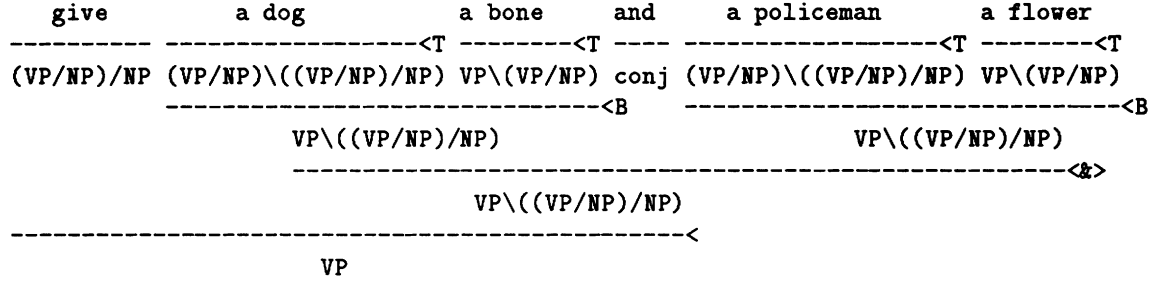 give a dog a bone and a policeman a flower
---------- ------------------<T --------<T ---- ------------------<T --------<T
(VP/NP)/NP (VP/NP)\((VP/NP)/NP) VP\(VP/NP) conj (VP/NP)\((VP/NP)/NP) VP\(VP/NP)
-------------------------------<B -------------------------------<B
VP\((VP/NP)/NP) VP\((VP/NP)/NP)
------------------------------------------------------<&>
VP\((VP/NP)/NP)
-----------------------------------------------<
VP